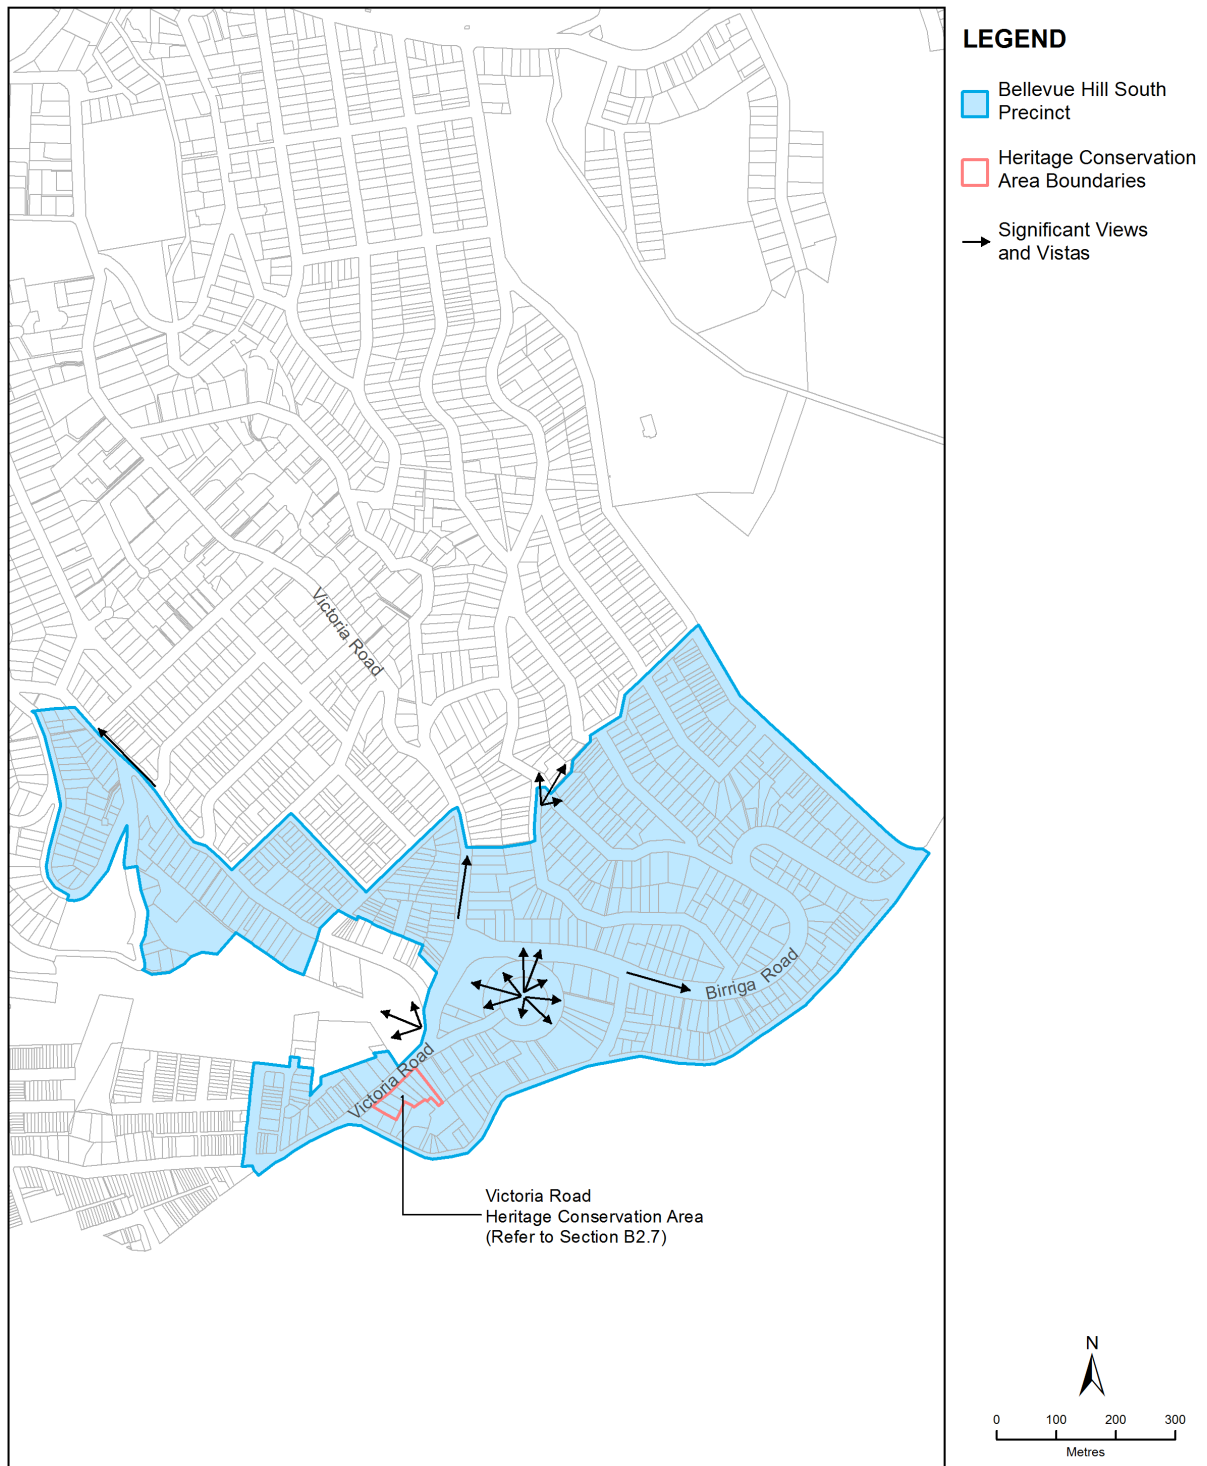 LEGEND
Bellevue Hill South
Precinct
Heritage Conservation
Area Boundaries
Significant Views
and Vistas
Victoria Road
Birriga Road
Victoria Road
Victoria Road
Heritage Conservation Area
(Refer to Section B2.7)
N
0 100 200 300
Metres